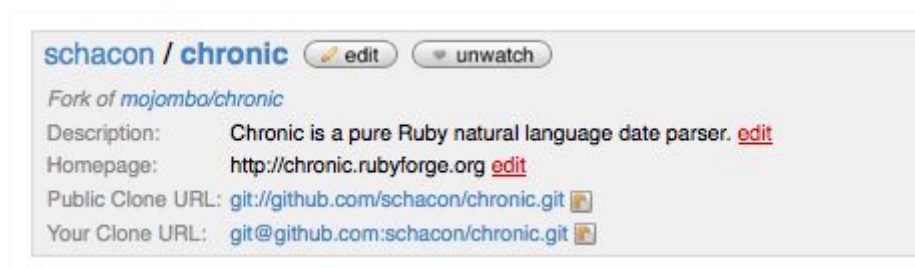 schacon / chronic edit unwatch
Fork of mojombo/chronic
Description: Chronic is a pure Ruby natural language date parser. edit
Homepage: http://chronic.rubyforge.org edit
Public Clone URL: git://github.com/schacon/chronic.git
Your Clone URL: git@github.com:schacon/chronic.git